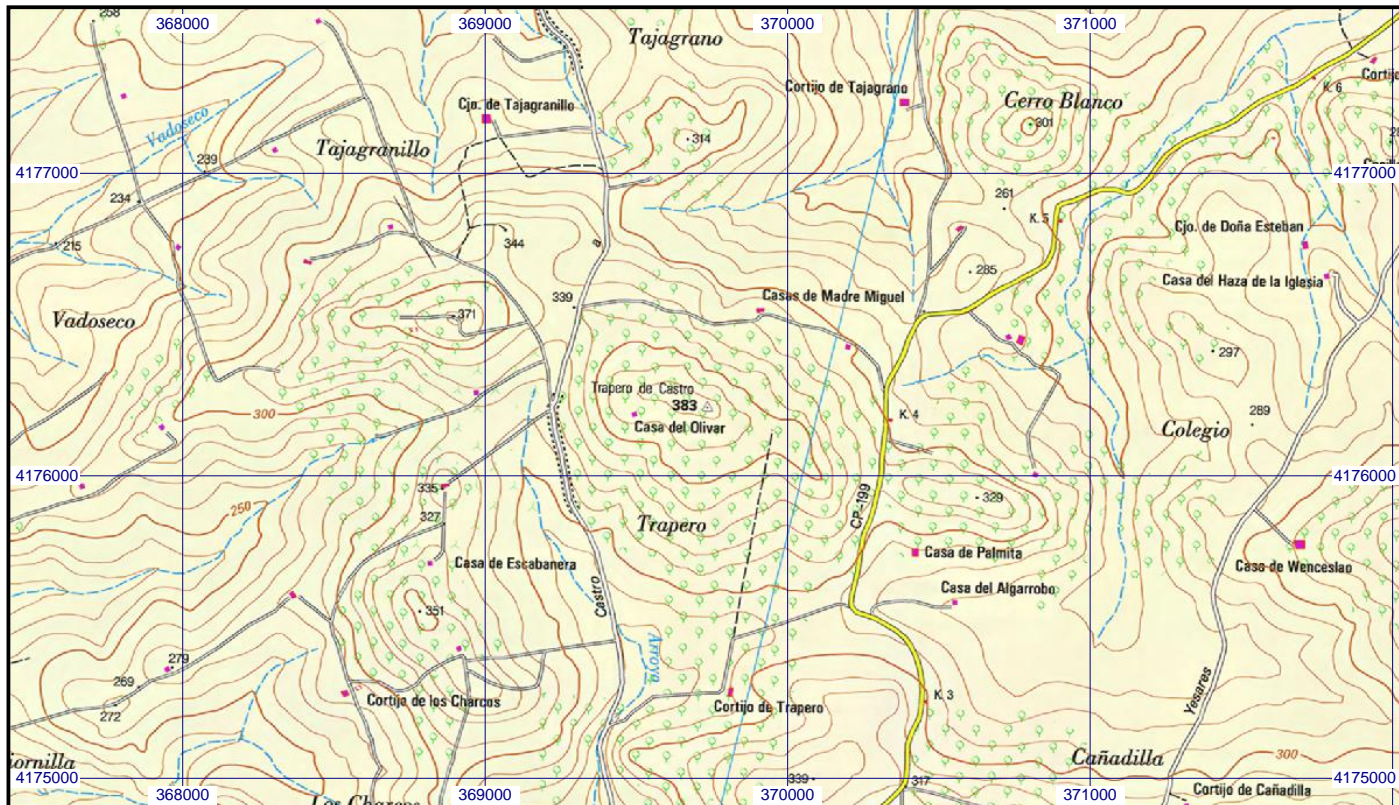 368000
369000
370000
371000
Tajagrano
K. 6
Cortijo
Cortijo de Tajagrano
Cerro Blanco
301
Cjo. de Tajagranillo
Vadoseco
Tajagranillo
314
4177000
4177000
239
234
261
K. 5
Cjo. de Doña Esteban
215
344
a
285
Casa del Haza de la Iglesia
339
Casas de Madre Miguel
Vadoseco
371
297
Trapero de Castro
383
300
Casa del Olivar
K. 4
289
Colegio
4176000
4176000
335
329
250
327
Trapero
CP-199
Casa de Palmita
Casa de Escabanera
Casa de Wenceslao
Casa del Algarrobo
Castro
351
Arroyo
279
269
272
Cortijo de los Charcos
Cortijo de Trapero
K. 3
Yesares
iornilla
Cañadilla
300
4175000
4175000
339
317
Cortijo de Cañadilla
Los Charcos
368000
369000
370000
371000